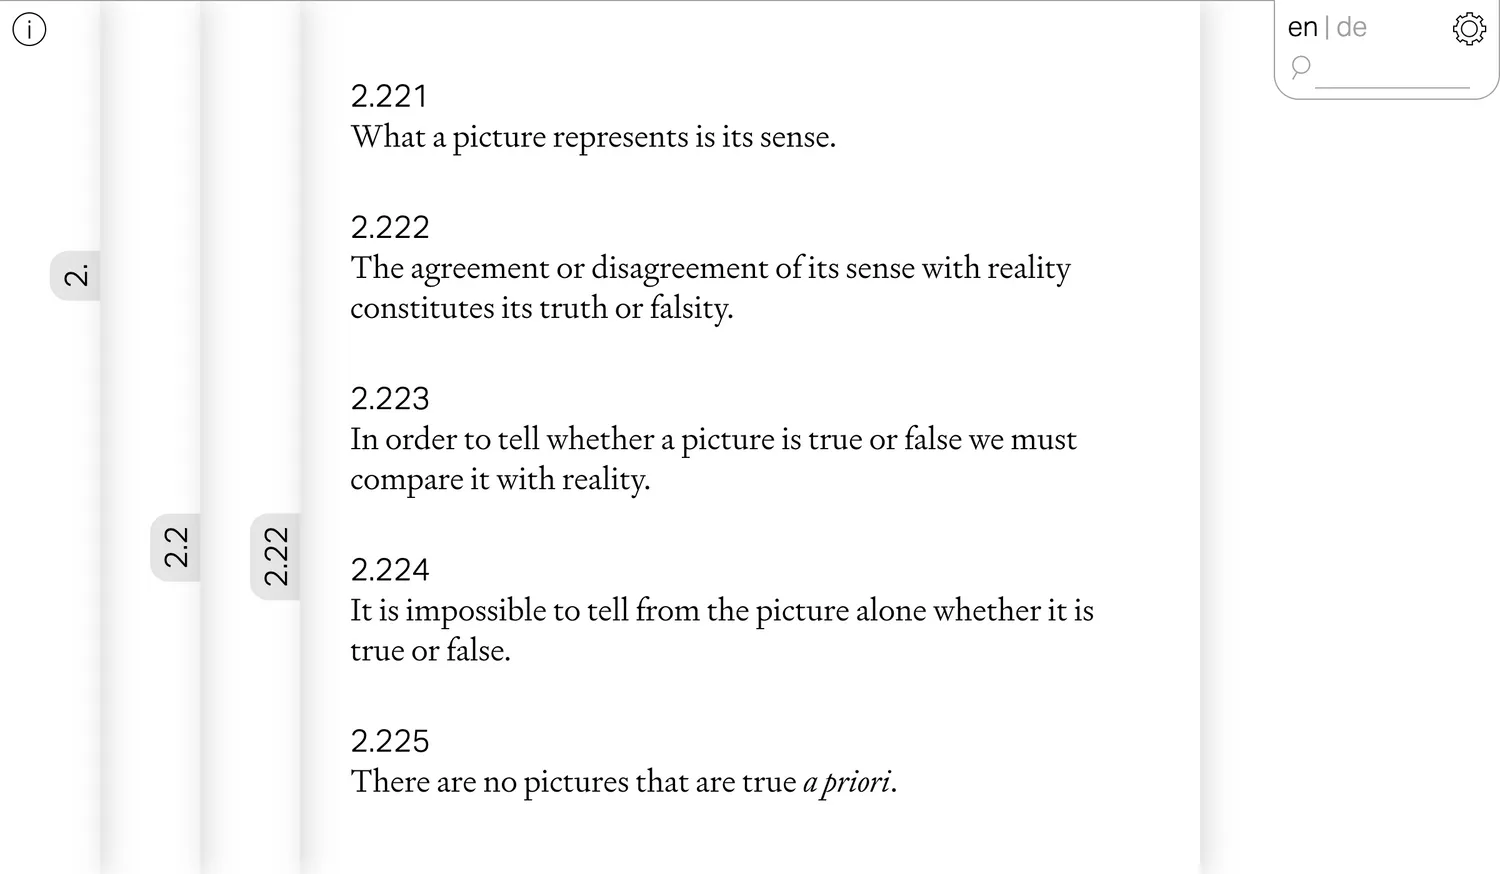 i
en | de
2.
2.2
2.22
2.221
What a picture represents is its sense.
2.222
The agreement or disagreement of its sense with reality
constitutes its truth or falsity.
2.223
In order to tell whether a picture is true or false we must
compare it with reality.
2.224
It is impossible to tell from the picture alone whether it is
true or false.
2.225
There are no pictures that are true a priori.